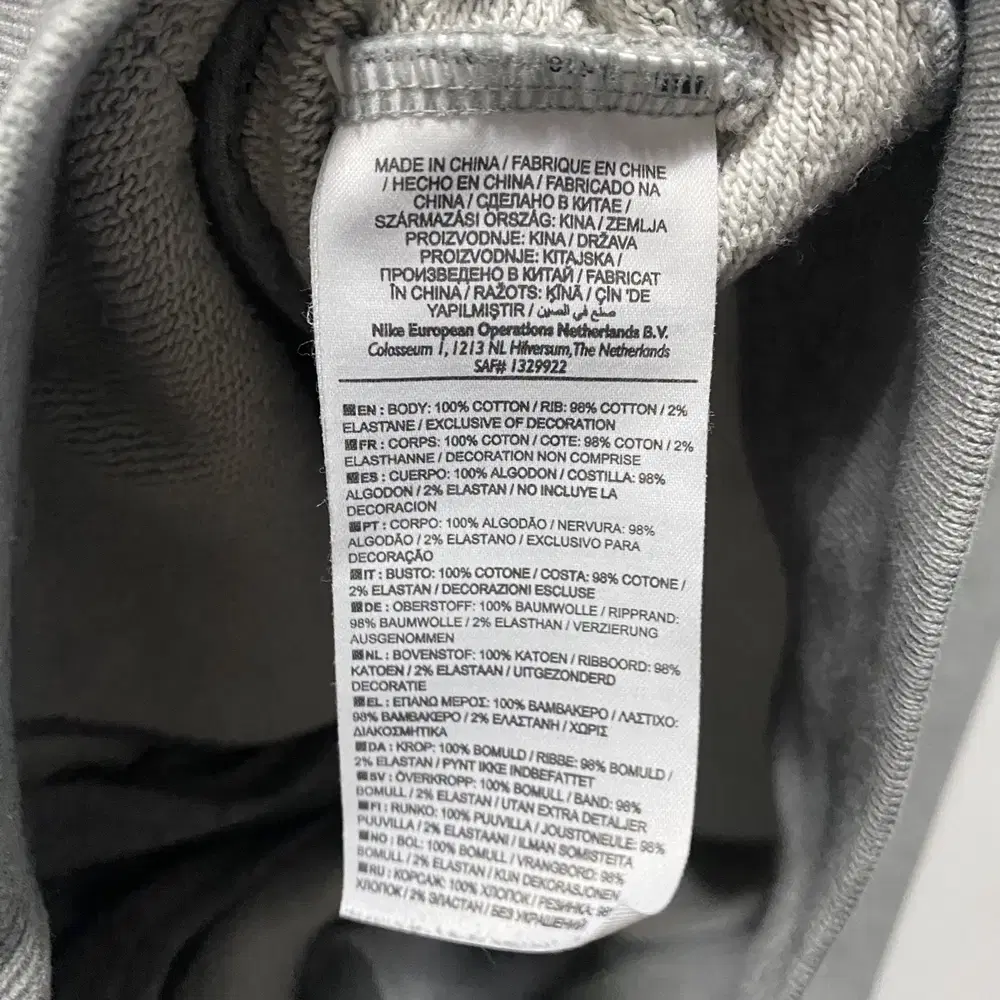 MADE IN CHINA / FABRIQUE EN CHINE
/ HECHO EN CHINA / FABRICADO NA
CHINA / СДЕЛАНО В КИТАЕ /
SZÁRMAZÁSI ORSZÁG: KINA / ZEMLJA
PROIZVODNJE: KINA / DRŽAVA
PROIZVODNJE: KITAJSKA /
ПРОИЗВЕДЕНО В КИТАЙ / FABRICAT
ÎN CHINA / RAŽOTS: ĶĪNĀ / ÇİN 'DE
YAPILMIŞTIR / صنع في الصين
Nike European Operations Netherlands B.V.
Colosseum 1, 1213 NL Hilversum, The Netherlands
SAF# 1329922
EN : BODY: 100% COTTON / RIB: 98% COTTON / 2%
ELASTANE / EXCLUSIVE OF DECORATION
FR : CORPS: 100% COTON / COTE: 98% COTON / 2%
ELASTHANNE / DECORATION NON COMPRISE
ES : CUERPO: 100% ALGODON / COSTILLA: 98%
ALGODON / 2% ELASTAN / NO INCLUYE LA
DECORACION
PT : CORPO: 100% ALGODÃO / NERVURA: 98%
ALGODÃO / 2% ELASTANO / EXCLUSIVO PARA
DECORAÇÃO
IT : BUSTO: 100% COTONE / COSTA: 98% COTONE /
2% ELASTAN / DECORAZIONI ESCLUSE
DE : OBERSTOFF: 100% BAUMWOLLE / RIPPRAND:
98% BAUMWOLLE / 2% ELASTHAN / VERZIERUNG
AUSGENOMMEN
NL : BOVENSTOF: 100% KATOEN / RIBBOORD: 98%
KATOEN / 2% ELASTAAN / UITGEZONDERD
DECORATIE
EL : ΕΠΑΝΩ ΜΕΡΟΣ: 100% ΒΑΜΒΑΚΕΡΟ / ΛΑΣΤΙΧΟ:
98% ΒΑΜΒΑΚΕΡΟ / 2% ΕΛΑΣΤΑΝΗ / ΧΩΡΙΣ
ΔΙΑΚΟΣΜΗΤΙΚΑ
DA : KROP: 100% BOMULD / RIBBE: 98% BOMULD /
2% ELASTAN / PYNT IKKE INDBEFATTET
SV : ÖVERKROPP: 100% BOMULL / BAND: 98%
BOMULL / 2% ELASTAN / UTAN EXTRA DETALJER
FI : RUNKO: 100% PUUVILLA / JOUSTONEULE: 98%
PUUVILLA / 2% ELASTAANI / ILMAN SOMISTEITA
NO : BOL: 100% BOMULL / VRANGBORD: 98%
BOMULL / 2% ELASTAN / KUN DEKORASJONEN
RU : КОРСАЖ: 100% ХЛОПОК / РЕЗИНКА:
ХЛОПОК / 2% ЭЛАСТАН / БЕЗ УКРАШЕНИЙ